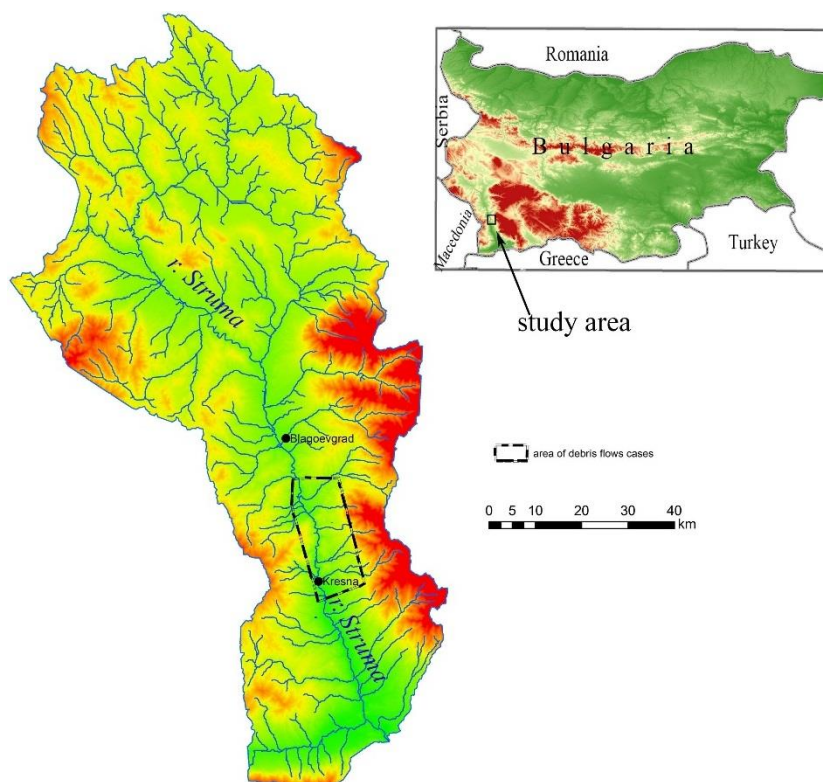 Romania
Serbia
Bulgaria
Macedonia
Turkey
Greece
study area
r. Struma
Blagoevgrad
area of debris flows cases
0 5 10 20 30 40
km
Kresna
r. Struma